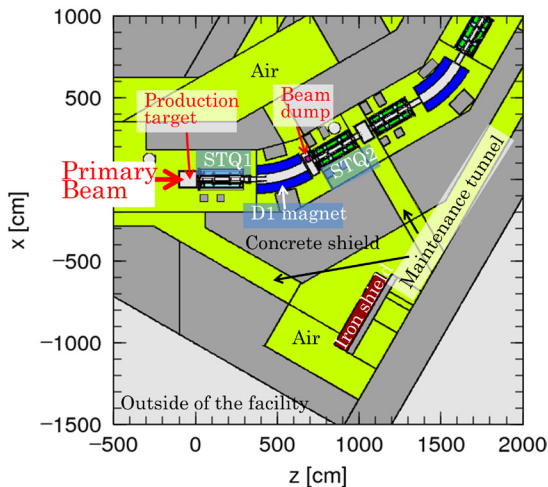 1000
500
0
−500
−1000
−1500
x [cm]
Air
Production
target
Beam
dump
STQ1
STQ2
Primary
Beam
D1 magnet
Concrete shield
Maintenance tunnel
Iron shield
Air
Outside of the facility
−500 0 500 1000 1500 2000
z [cm]